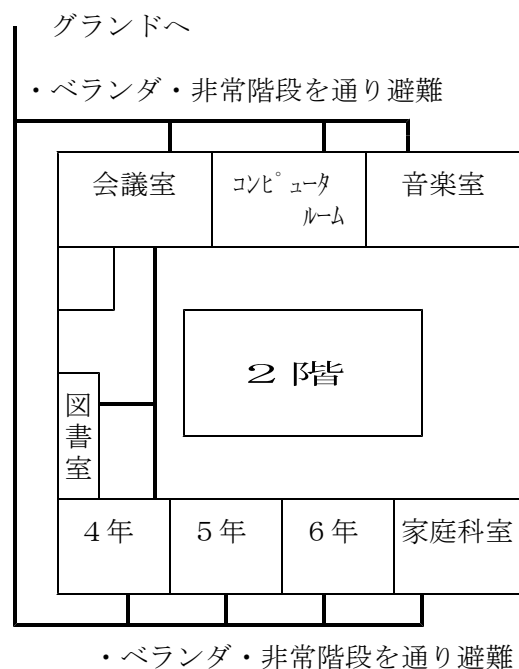 グランドへ
・ベランダ・非常階段を通り避難
会議室
コンピュータ
ルーム
音楽室
２階
図書室
４年
５年
６年
家庭科室
・ベランダ・非常階段を通り避難